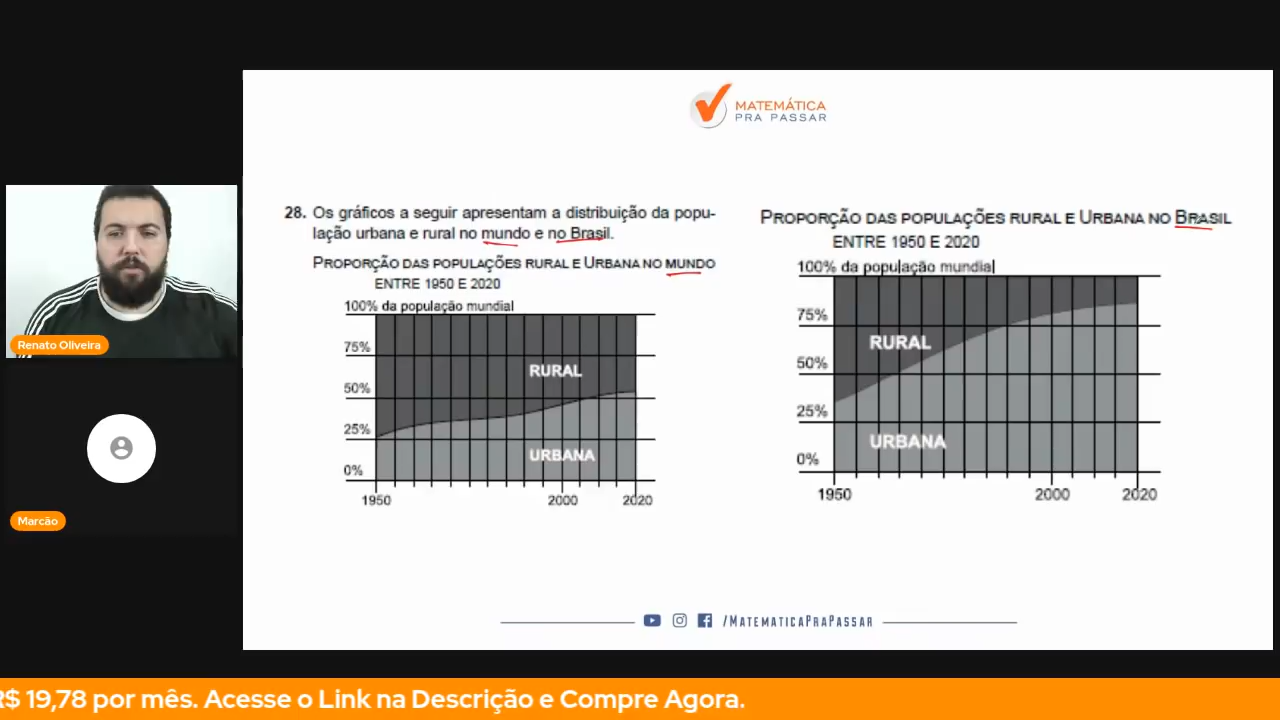 MATEMÁTICA
PRA PASSAR
28. Os gráficos a seguir apresentam a distribuição da popu-
lação urbana e rural no mundo e no Brasil.
PROPORÇÃO DAS POPULAÇÕES RURAL E URBANA NO MUNDO
ENTRE 1950 E 2020
100% da população mundial
75%
RURAL
50%
25%
URBANA
0%
1950 2000 2020
PROPORÇÃO DAS POPULAÇÕES RURAL E URBANA NO BRASIL
ENTRE 1950 E 2020
100% da população mundial
75%
RURAL
50%
25%
URBANA
0%
1950 2000 2020
Renato Oliveira
Marcão
/MATEMATICAPRAPASSAR
R$ 19,78 por mês. Acesse o Link na Descrição e Compre Agora.